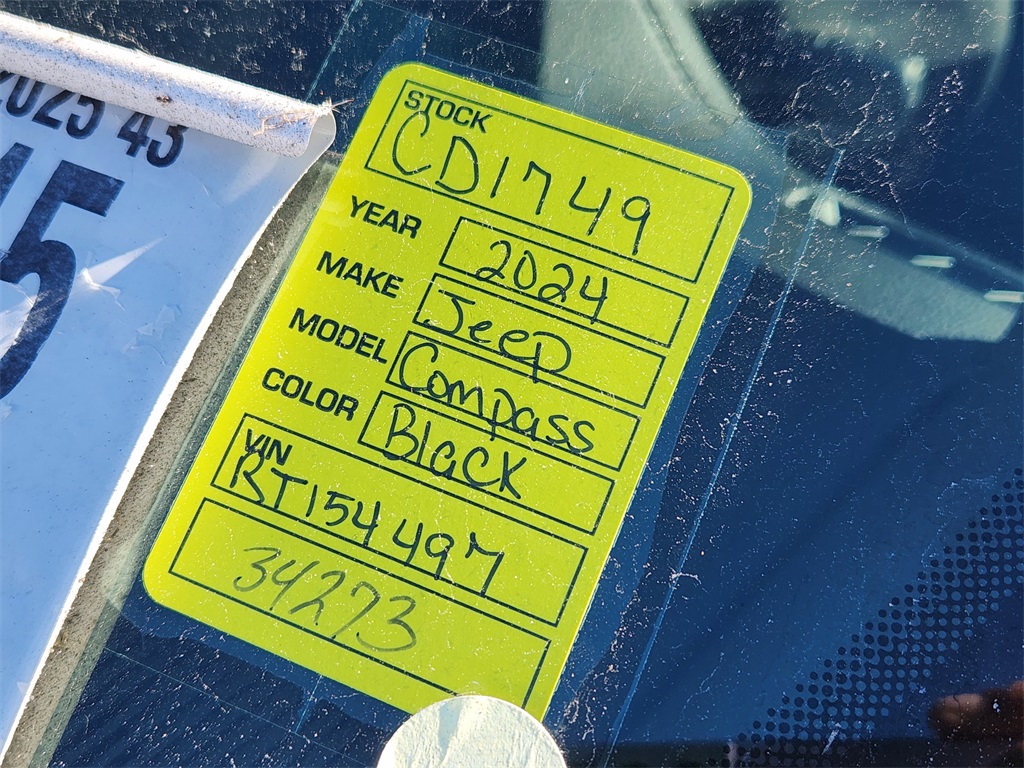 2025 43
5
STOCK
CD1749
YEAR 2024
MAKE Jeep
MODEL Compass
COLOR Black
VIN
RT154497
34273